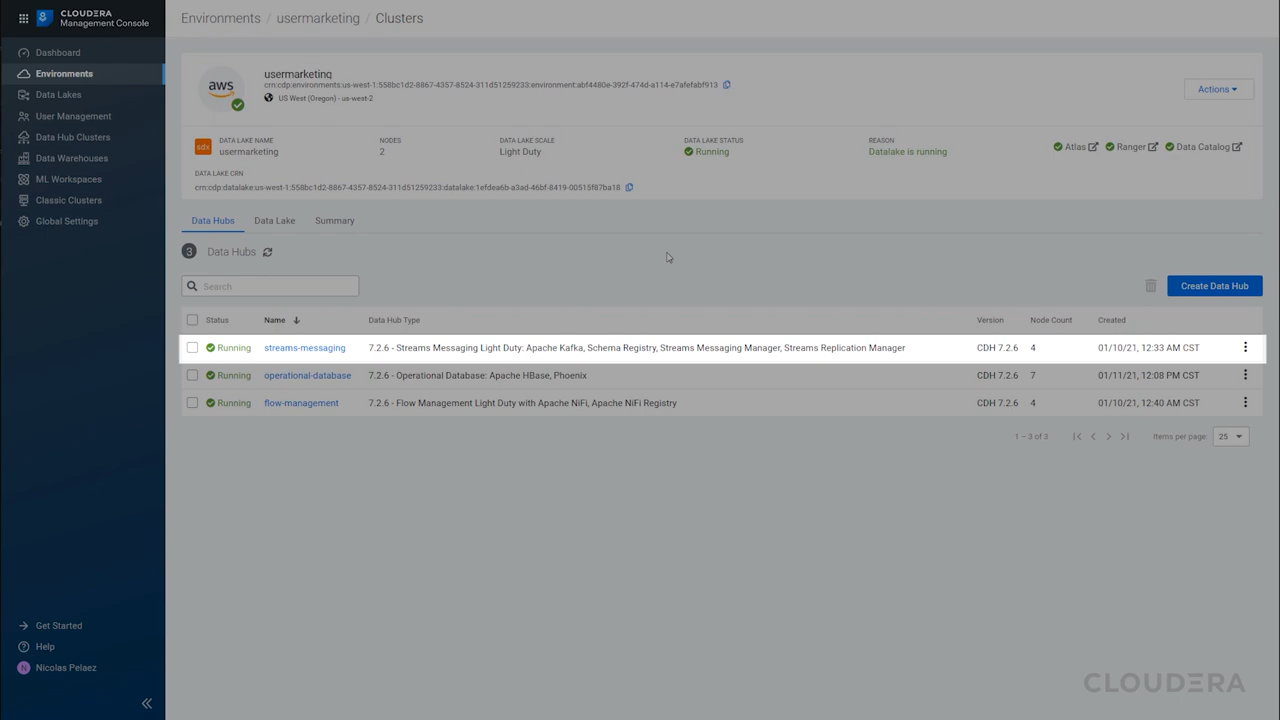 CLOUDERA
Management Console
Dashboard
Environments
Data Lakes
User Management
Data Hub Clusters
Data Warehouses
ML Workspaces
Classic Clusters
Global Settings
Get Started
Help
N Nicolas Pelaez
Environments / usermarketing / Clusters
aws
usermarketing
crn:cdp:environments:us-west-1:558bc1d2-8867-4357-8524-311d51259233:environment:abf4480e-392f-474d-a114-e7afefabf913
US West (Oregon) - us-west-2
Actions
sdx
DATA LAKE NAME NODES DATA LAKE SCALE DATA LAKE STATUS REASON
usermarketing 2 Light Duty Running Datalake is running
Atlas Ranger Data Catalog
DATA LAKE CRN
crn:cdp:datalake:us-west-1:558bc1d2-8867-4357-8524-311d51259233:datalake:1efdea6b-a3ad-46bf-8419-00515f87ba18
Data Hubs Data Lake Summary
3 Data Hubs
Search
Create Data Hub
Status Name Data Hub Type Version Node Count Created
Running streams-messaging 7.2.6 - Streams Messaging Light Duty: Apache Kafka, Schema Registry, Streams Messaging Manager, Streams Replication Manager CDH 7.2.6 4 01/10/21, 12:33 AM CST
Running operational-database 7.2.6 - Operational Database: Apache HBase, Phoenix CDH 7.2.6 7 01/11/21, 12:08 PM CST
Running flow-management 7.2.6 - Flow Management Light Duty with Apache NiFi, Apache NiFi Registry CDH 7.2.6 4 01/10/21, 12:40 AM CST
1 – 3 of 3 Items per page: 25
CLOUDERA